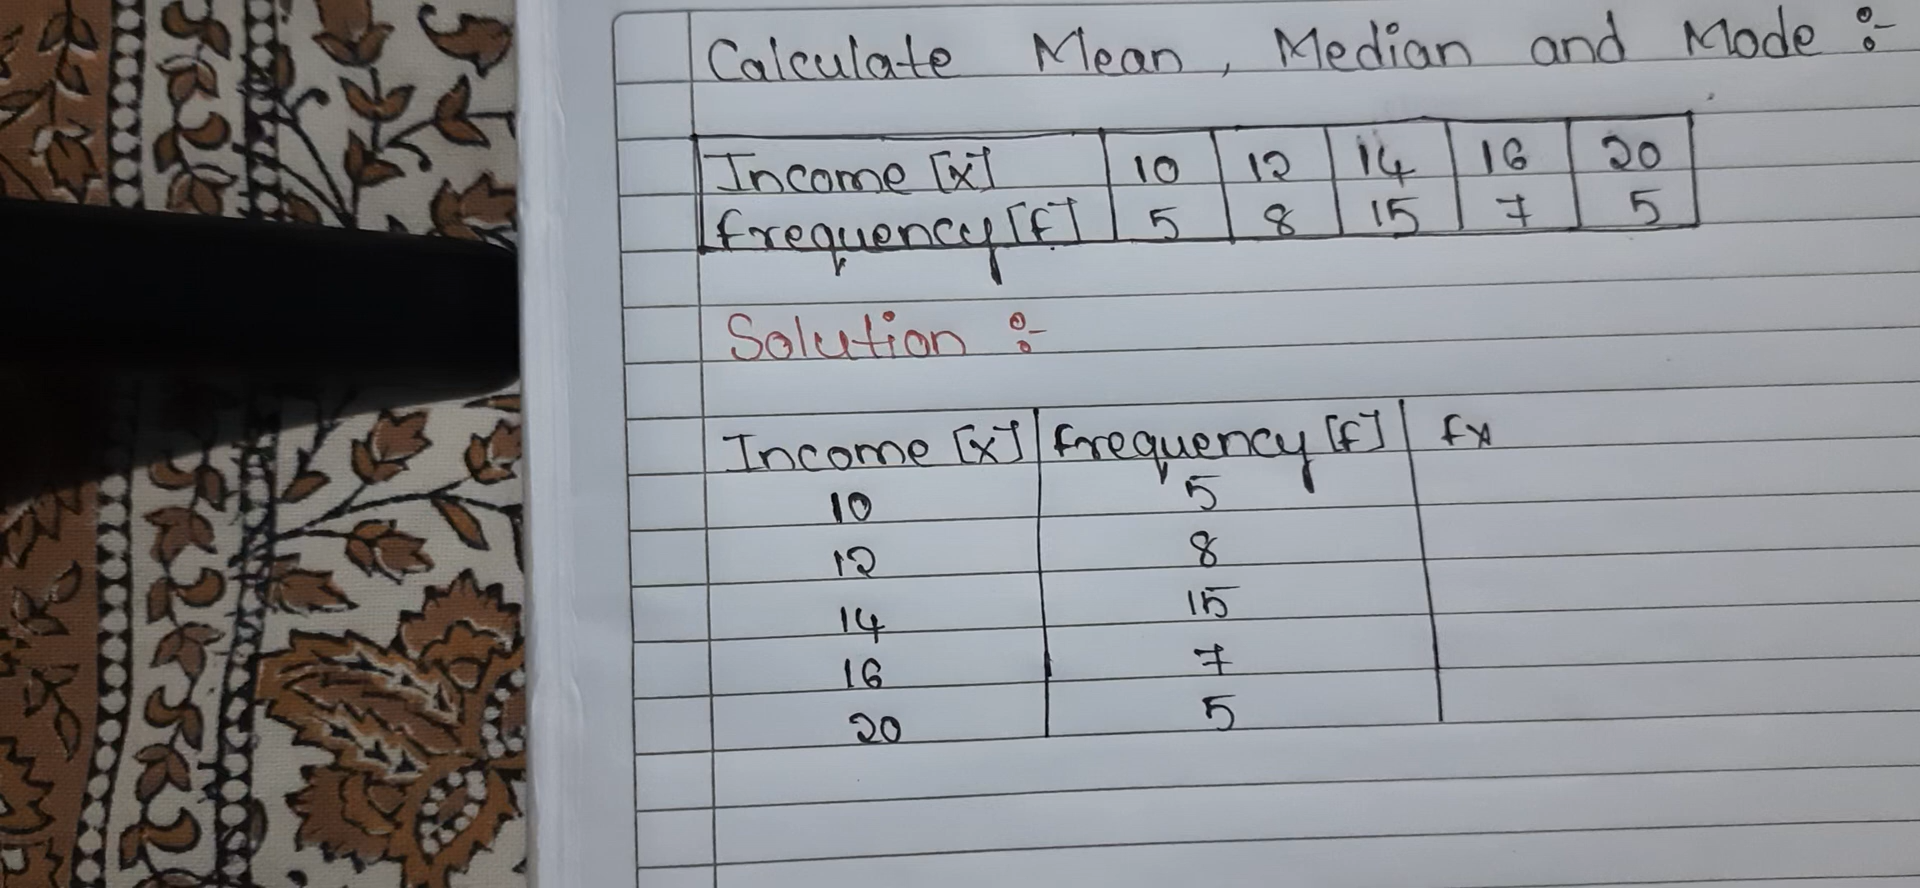 Calculate Mean, Median and Mode :-
Income [x] 10 12 14 16 20
frequency [f] 5 8 15 7 5
Solution :-
Income [x] frequency [f] fx
10 5
12 8
14 15
16 7
20 5